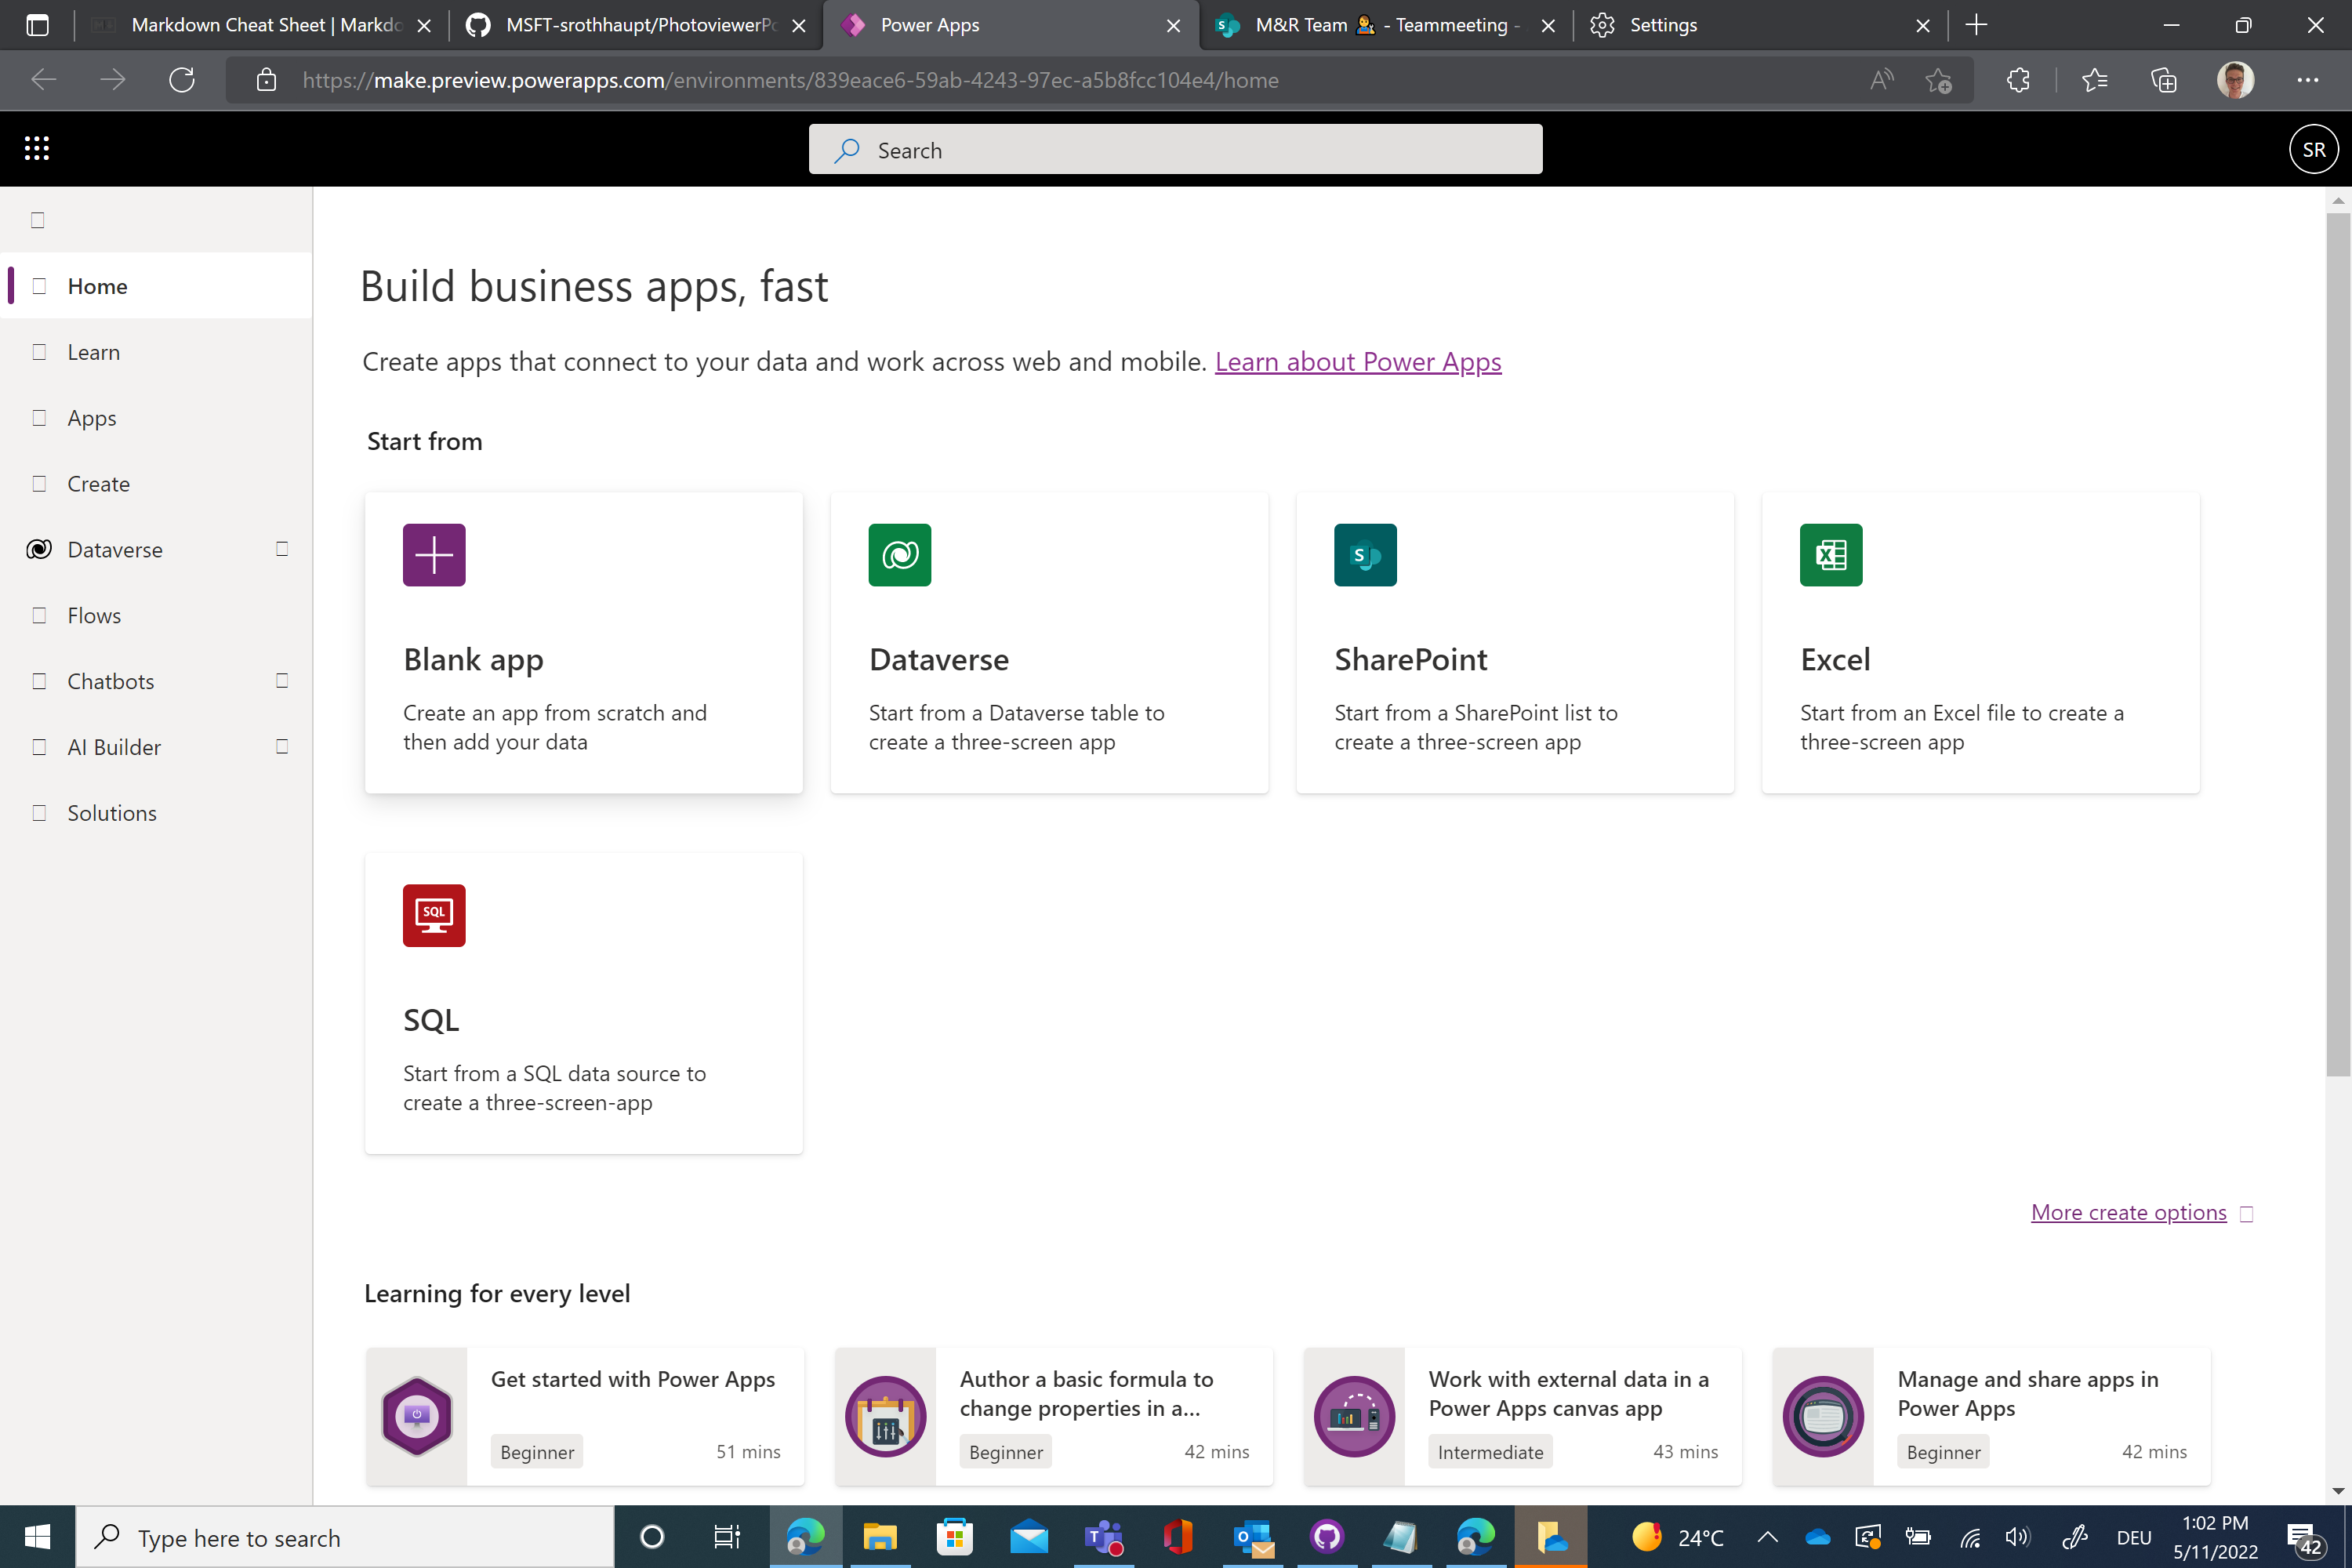 Markdown Cheat Sheet | Markdo
MSFT-srothhaupt/PhotoviewerPo
Power Apps
M&R Team 👩‍🎨 - Teammeeting -
Settings
https://make.preview.powerapps.com/environments/839eace6-59ab-4243-97ec-a5b8fcc104e4/home
Search
SR
Home
Learn
Apps
Create
Dataverse
Flows
Chatbots
AI Builder
Solutions
Build business apps, fast
Create apps that connect to your data and work across web and mobile. Learn about Power Apps
Start from
Blank app
Create an app from scratch and
then add your data
Dataverse
Start from a Dataverse table to
create a three-screen app
SharePoint
Start from a SharePoint list to
create a three-screen app
Excel
Start from an Excel file to create a
three-screen app
SQL
SQL
Start from a SQL data source to
create a three-screen-app
More create options
Learning for every level
Get started with Power Apps
Beginner
51 mins
Author a basic formula to
change properties in a...
Beginner
42 mins
Work with external data in a
Power Apps canvas app
Intermediate
43 mins
Manage and share apps in
Power Apps
Beginner
42 mins
Type here to search
24°C
DEU
1:02 PM
5/11/2022
42